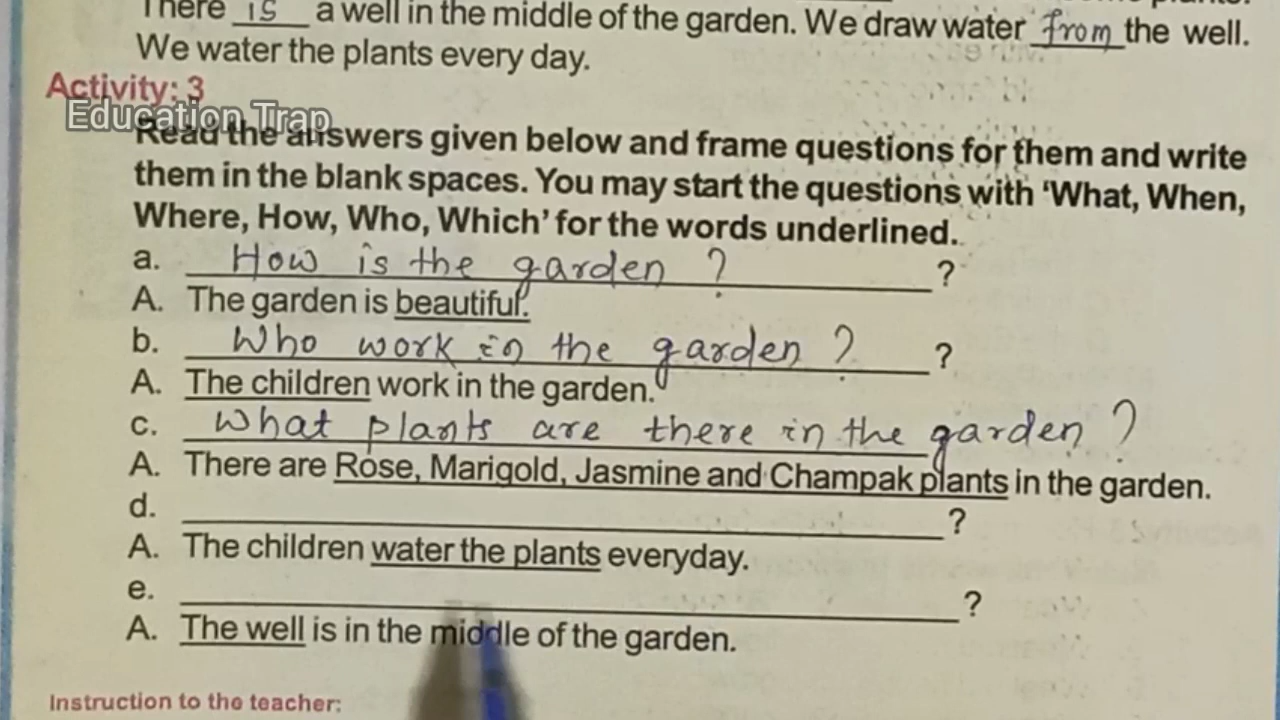 There is a well in the middle of the garden. We draw water from the well.
We water the plants every day.
Activity: 3
Education Trap
Read the answers given below and frame questions for them and write
them in the blank spaces. You may start the questions with ‘What, When,
Where, How, Who, Which’ for the words underlined.
a. How is the garden ? ?
A. The garden is beautiful.
b. Who work in the garden ? ?
A. The children work in the garden.
c. What plants are there in the garden ?
A. There are Rose, Marigold, Jasmine and Champak plants in the garden.
d. ?
A. The children water the plants everyday.
e. ?
A. The well is in the middle of the garden.
Instruction to the teacher: